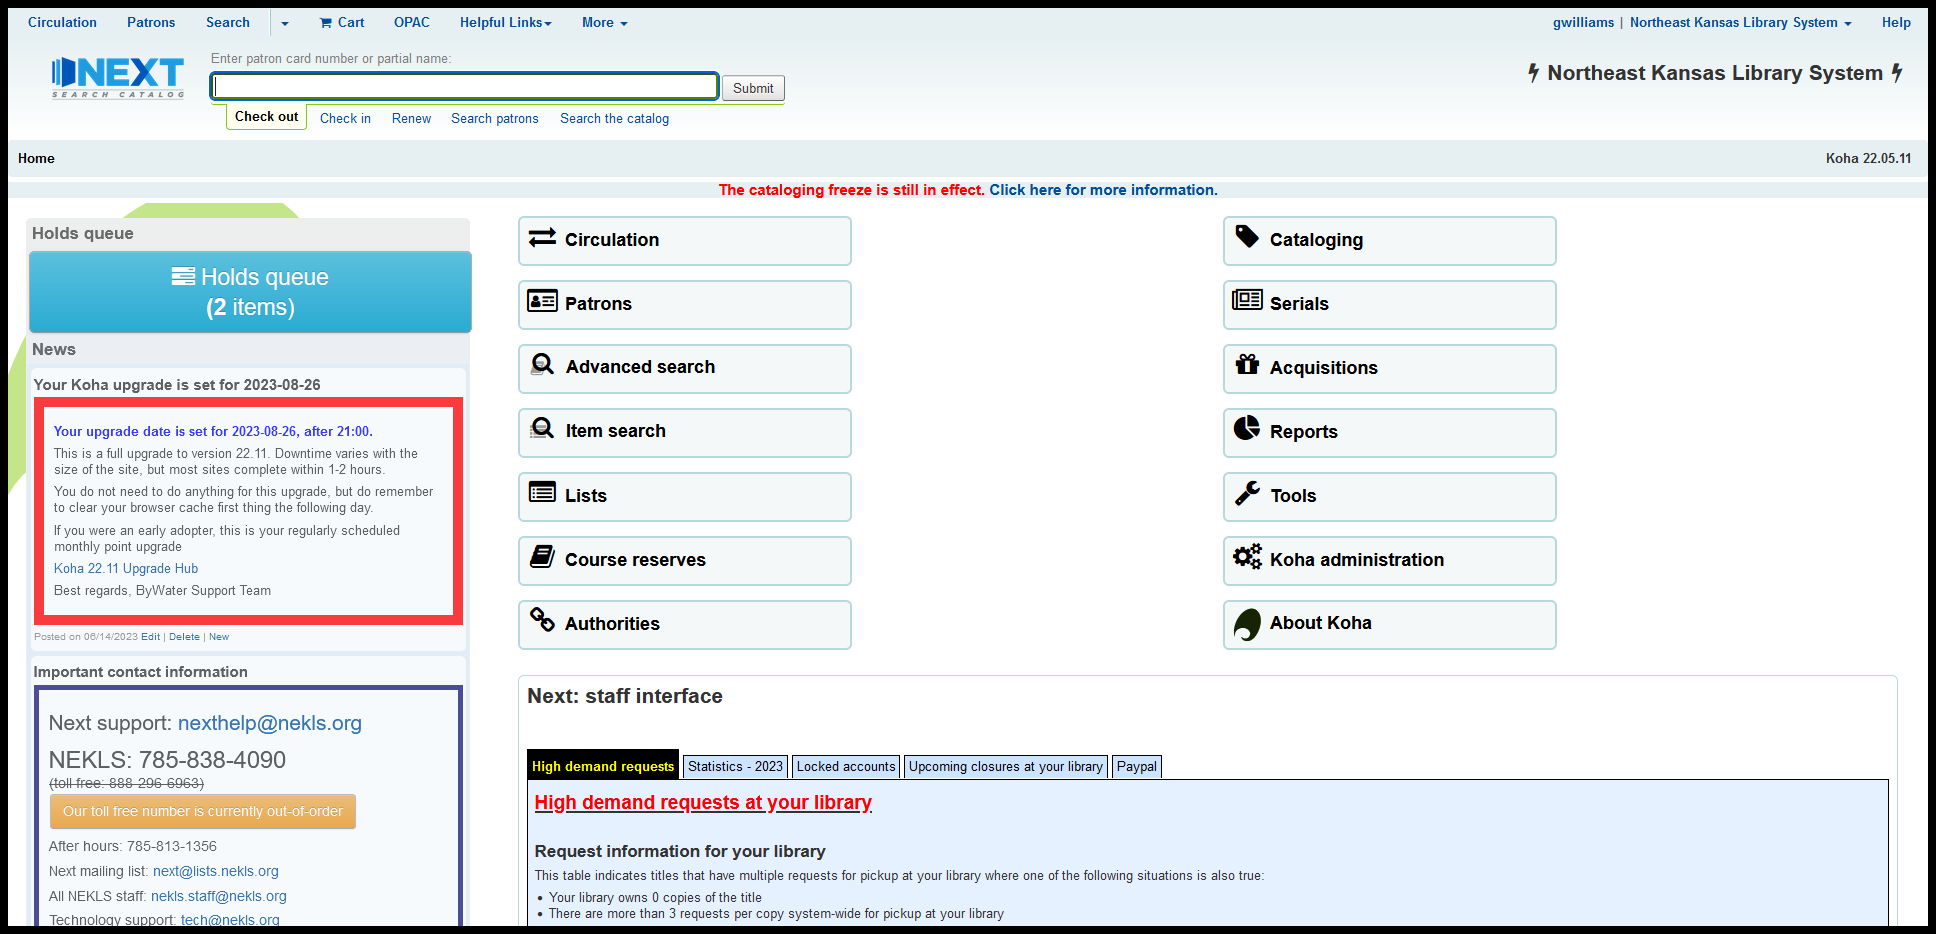 Circulation Patrons Search Cart OPAC Helpful Links More gwilliams | Northeast Kansas Library System Help
NEXT
SEARCH CATALOG
Enter patron card number or partial name:
Submit
Check out Check in Renew Search patrons Search the catalog
Northeast Kansas Library System
Home Koha 22.05.11
The cataloging freeze is still in effect. Click here for more information.
Holds queue
Holds queue
(2 items)
News
Your Koha upgrade is set for 2023-08-26
Your upgrade date is set for 2023-08-26, after 21:00.
This is a full upgrade to version 22.11. Downtime varies with the
size of the site, but most sites complete within 1-2 hours.
You do not need to do anything for this upgrade, but do remember
to clear your browser cache first thing the following day.
If you were an early adopter, this is your regularly scheduled
monthly point upgrade
Koha 22.11 Upgrade Hub
Best regards, ByWater Support Team
Posted on 06/14/2023 Edit | Delete | New
Important contact information
Next support: nexthelp@nekls.org
NEKLS: 785-838-4090
(toll free: 888-296-6963)
Our toll free number is currently out-of-order
After hours: 785-813-1356
Next mailing list: next@lists.nekls.org
All NEKLS staff: nekls.staff@nekls.org
Technology support: tech@nekls.org
Circulation
Patrons
Advanced search
Item search
Lists
Course reserves
Authorities
Cataloging
Serials
Acquisitions
Reports
Tools
Koha administration
About Koha
Next: staff interface
High demand requests Statistics - 2023 Locked accounts Upcoming closures at your library Paypal
High demand requests at your library
Request information for your library
This table indicates titles that have multiple requests for pickup at your library where one of the following situations is also true:
• Your library owns 0 copies of the title
• There are more than 3 requests per copy system-wide for pickup at your library